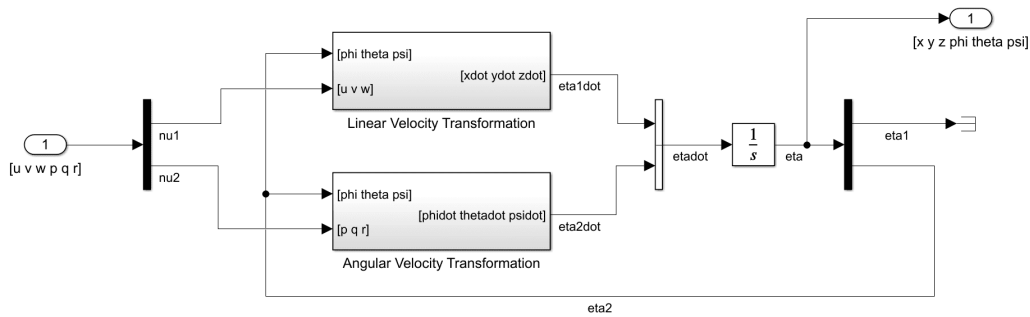 1
[x y z phi theta psi]
[phi theta psi]
[u v w]
[xdot ydot zdot]
eta1dot
Linear Velocity Transformation
1
[u v w p q r]
nu1
nu2
etadot
1
s
eta
eta1
[phi theta psi]
[p q r]
[phidot thetadot psidot]
eta2dot
Angular Velocity Transformation
eta2